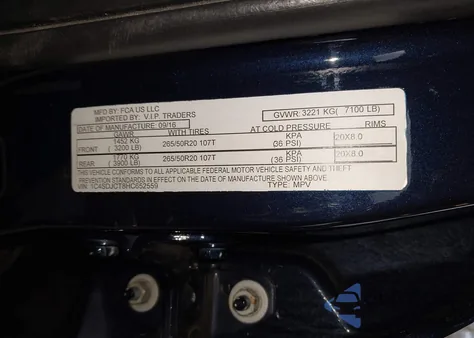 MFD BY: FCA US LLC
IMPORTED BY: V.I.P. TRADERS
DATE OF MANUFACTURE: 09/16
GVWR: 3221 KG( 7100 LB)
GAWR WITH TIRES AT COLD PRESSURE RIMS
1452 KG KPA
FRONT ( 3200 LB) 265/50R20 107T (36 PSI) 20X8.0
1770 KG KPA
REAR ( 3900 LB) 265/50R20 107T (36 PSI) 20X8.0
THIS VEHICLE CONFORMS TO ALL APPLICABLE FEDERAL MOTOR VEHICLE SAFETY AND THEFT
PREVENTION STANDARDS IN EFFECT ON THE DATE OF MANUFACTURE SHOWN ABOVE.
VIN: 1C4SDJCT8HC652559 TYPE: MPV